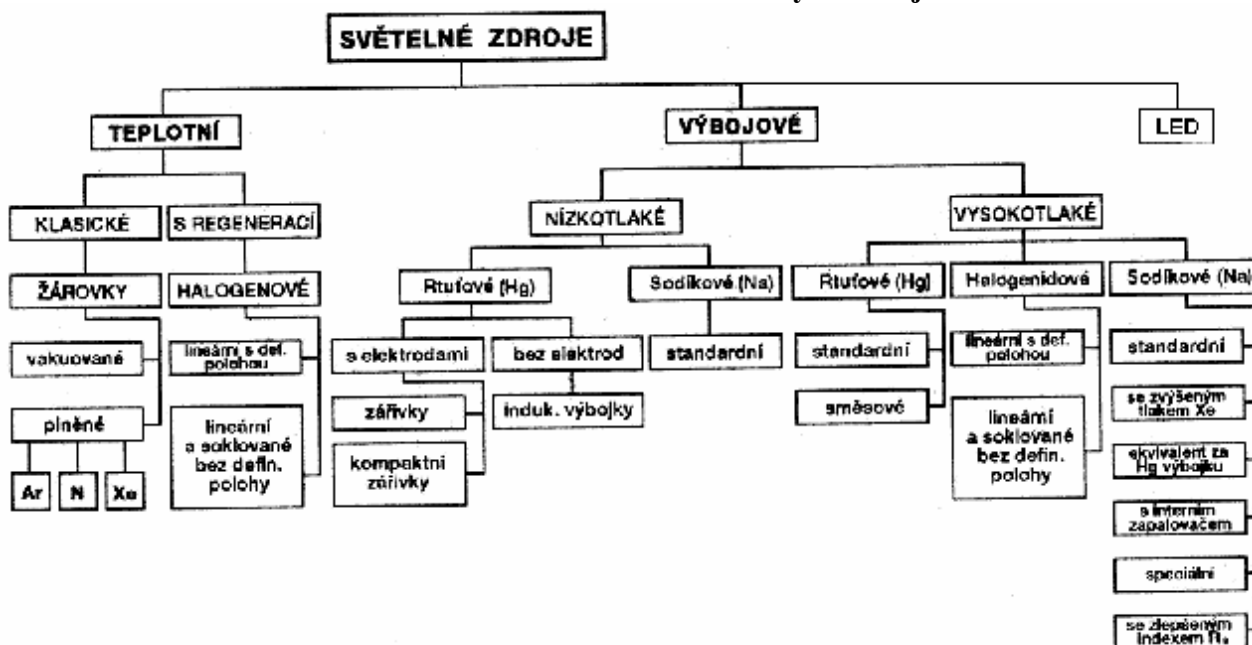 SVĚTELNÉ ZDROJE
TEPLOTNÍ
VÝBOJOVÉ
LED
KLASICKÉ
S REGENERACÍ
NÍZKOTLAKÉ
VYSOKOTLAKÉ
ŽÁROVKY
HALOGENOVÉ
Rtuťové (Hg)
Sodíkové (Na)
Rtuťové (Hg)
Halogenidové
Sodíkové (Na)
vakuované
lineární s def.
polohou
s elektrodami
bez elektrod
standardní
standardní
lineární s def.
polohou
standardní
plněné
lineární
a soklované
bez defin.
polohy
zářivky
induk. výbojky
směsové
lineární
a soklované
bez defin.
polohy
se zvýšeným
tlakem Xe
kompaktní
zářivky
ekvivalent za
Hg výbojku
Ar
N
Xe
s interním
zapalovačem
speciální
se zlepšeným
indexem Ra